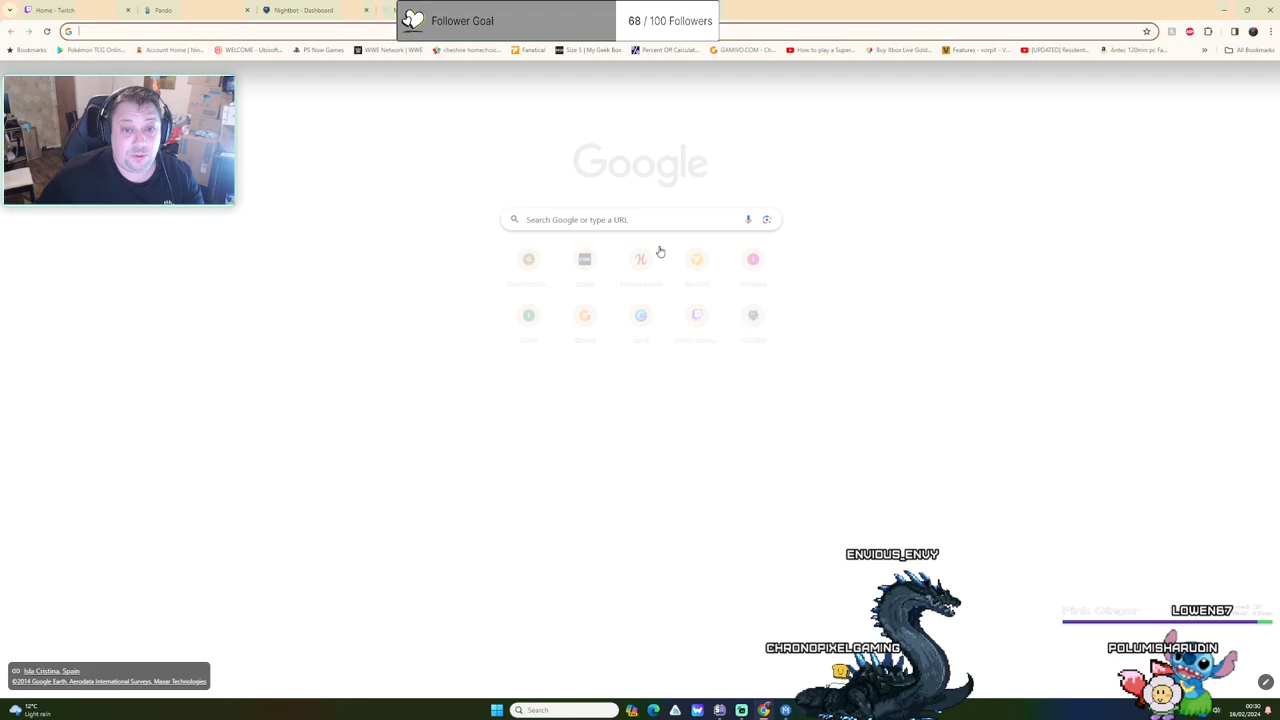 Home - Twitch
Pando
Nightbot - Dashboard
Follower Goal
68 / 100 Followers
Bookmarks
Pokémon TCG Onlin...
Account Home | Nin...
WELCOME - Ubisoft...
PS Now Games
WWE Network | WWE
cheshire homechoic...
Fanatical
Size S | My Geek Box
Percent Off Calculat...
GAMIVO.COM - Ch...
How to play a Super...
Buy Xbox Live Gold...
Features - vorpX - V...
[UPDATED] Resident...
Antec 120mm pc Fa...
All Bookmarks
Google
Search Google or type a URL
ENVIOUS_ENVY
LOWEN67
CHRONOPIXELGAMING
POLUMISHARUDIN
Isla Cristina, Spain
©2014 Google Earth, Aerodata International Surveys, Maxar Technologies
12°C
Light rain
Search
00:30
16/02/2024